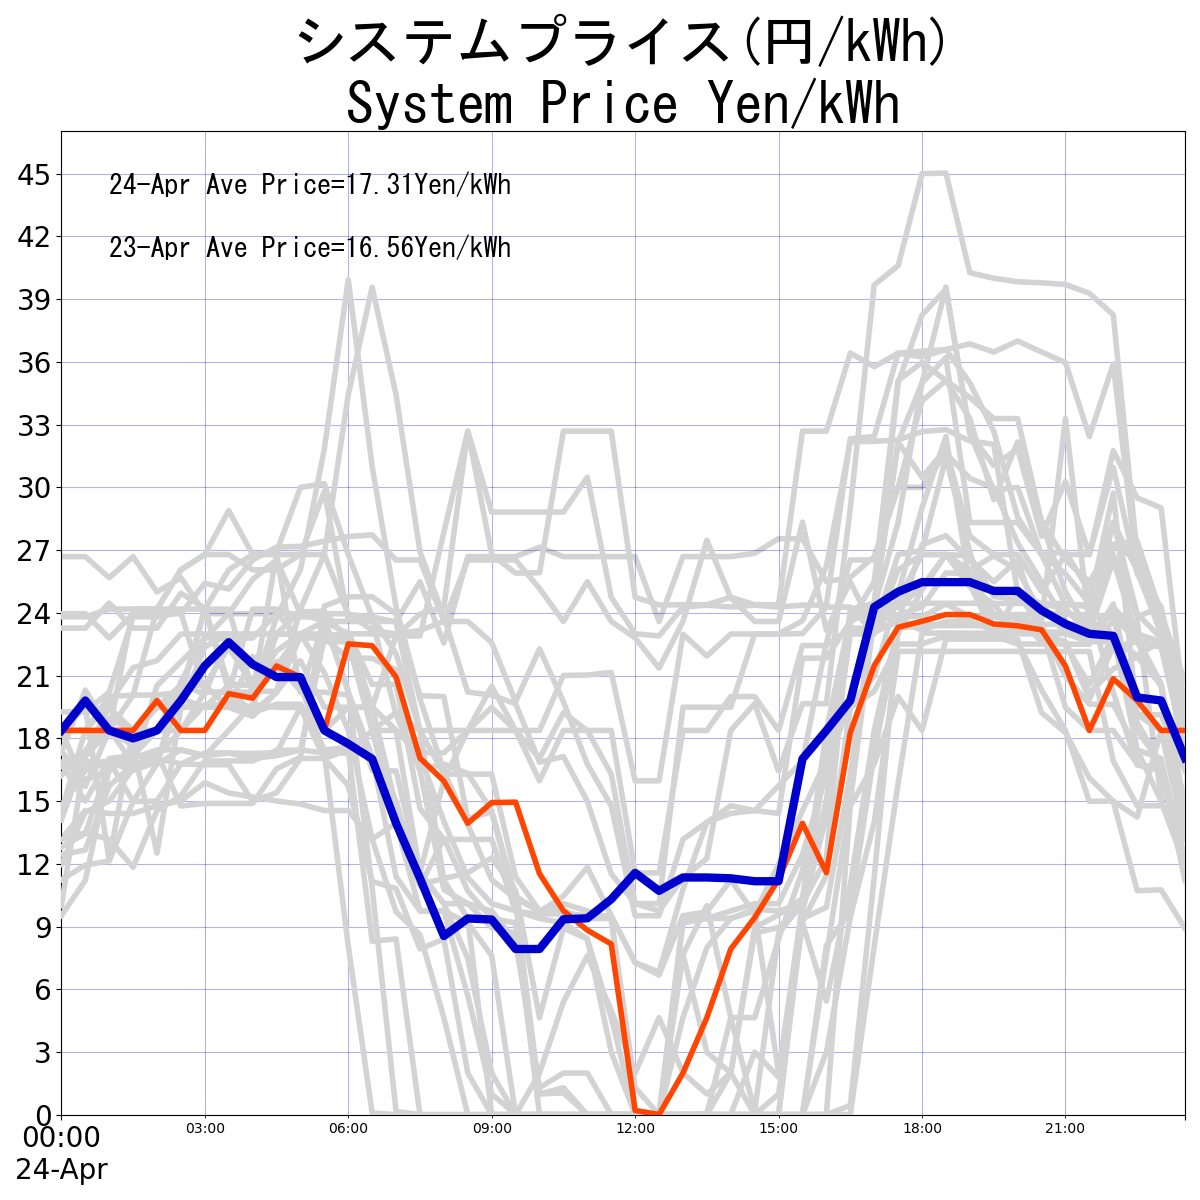 システムプライス(円/kWh)
System Price Yen/kWh
24-Apr Ave Price=17.31Yen/kWh
23-Apr Ave Price=16.56Yen/kWh
45
42
39
36
33
30
27
24
21
18
15
12
9
6
3
0
00:00 03:00 06:00 09:00 12:00 15:00 18:00 21:00
24-Apr